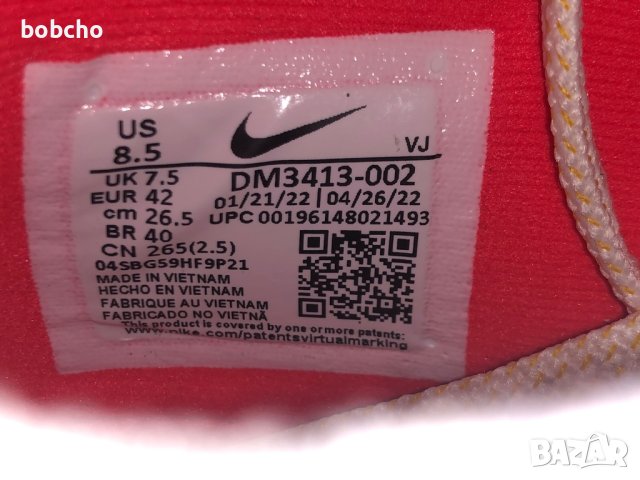 bobcho
US
8.5
VJ
UK 7.5
DM3413-002
EUR 42
01/21/22 | 04/26/22
cm 26.5
UPC 00196148021493
BR 40
CN 265(2.5)
04SBG59HF9P21
MADE IN VIETNAM
HECHO EN VIETNAM
FABRIQUE AU VIETNAM
FABRICADO NO VIETNÃ
This product is covered by one or more patents:
www.nike.com/patentsvirtualmarking
BAZAR